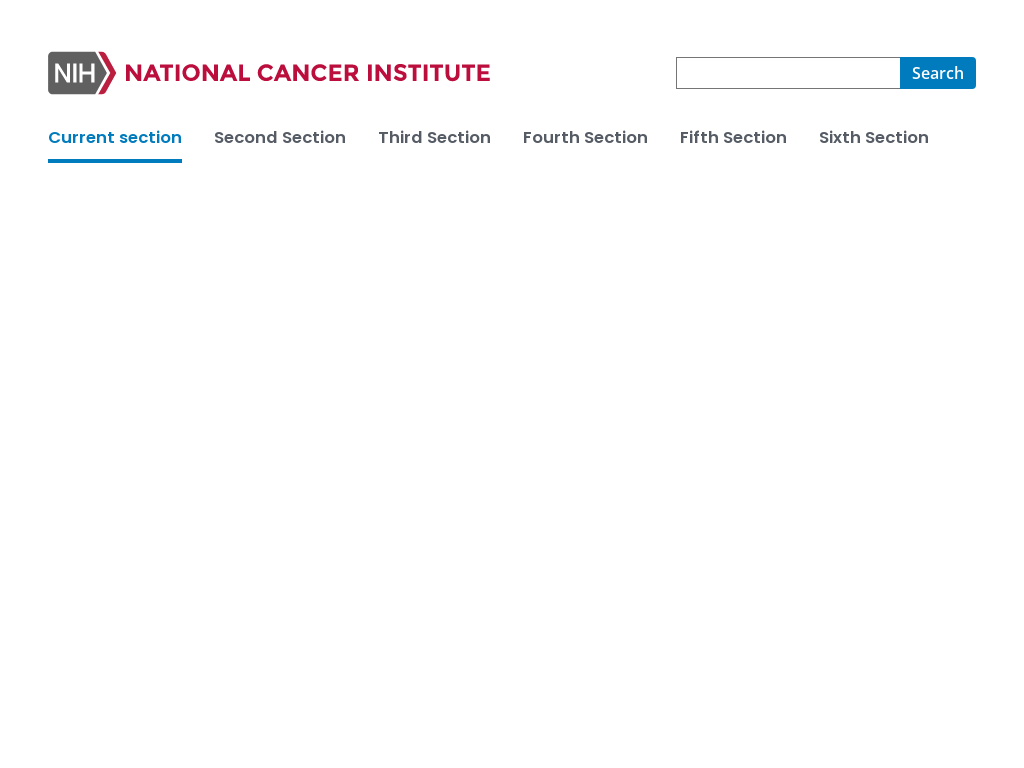 NIH NATIONAL CANCER INSTITUTE
Search
Current section Second Section Third Section Fourth Section Fifth Section Sixth Section